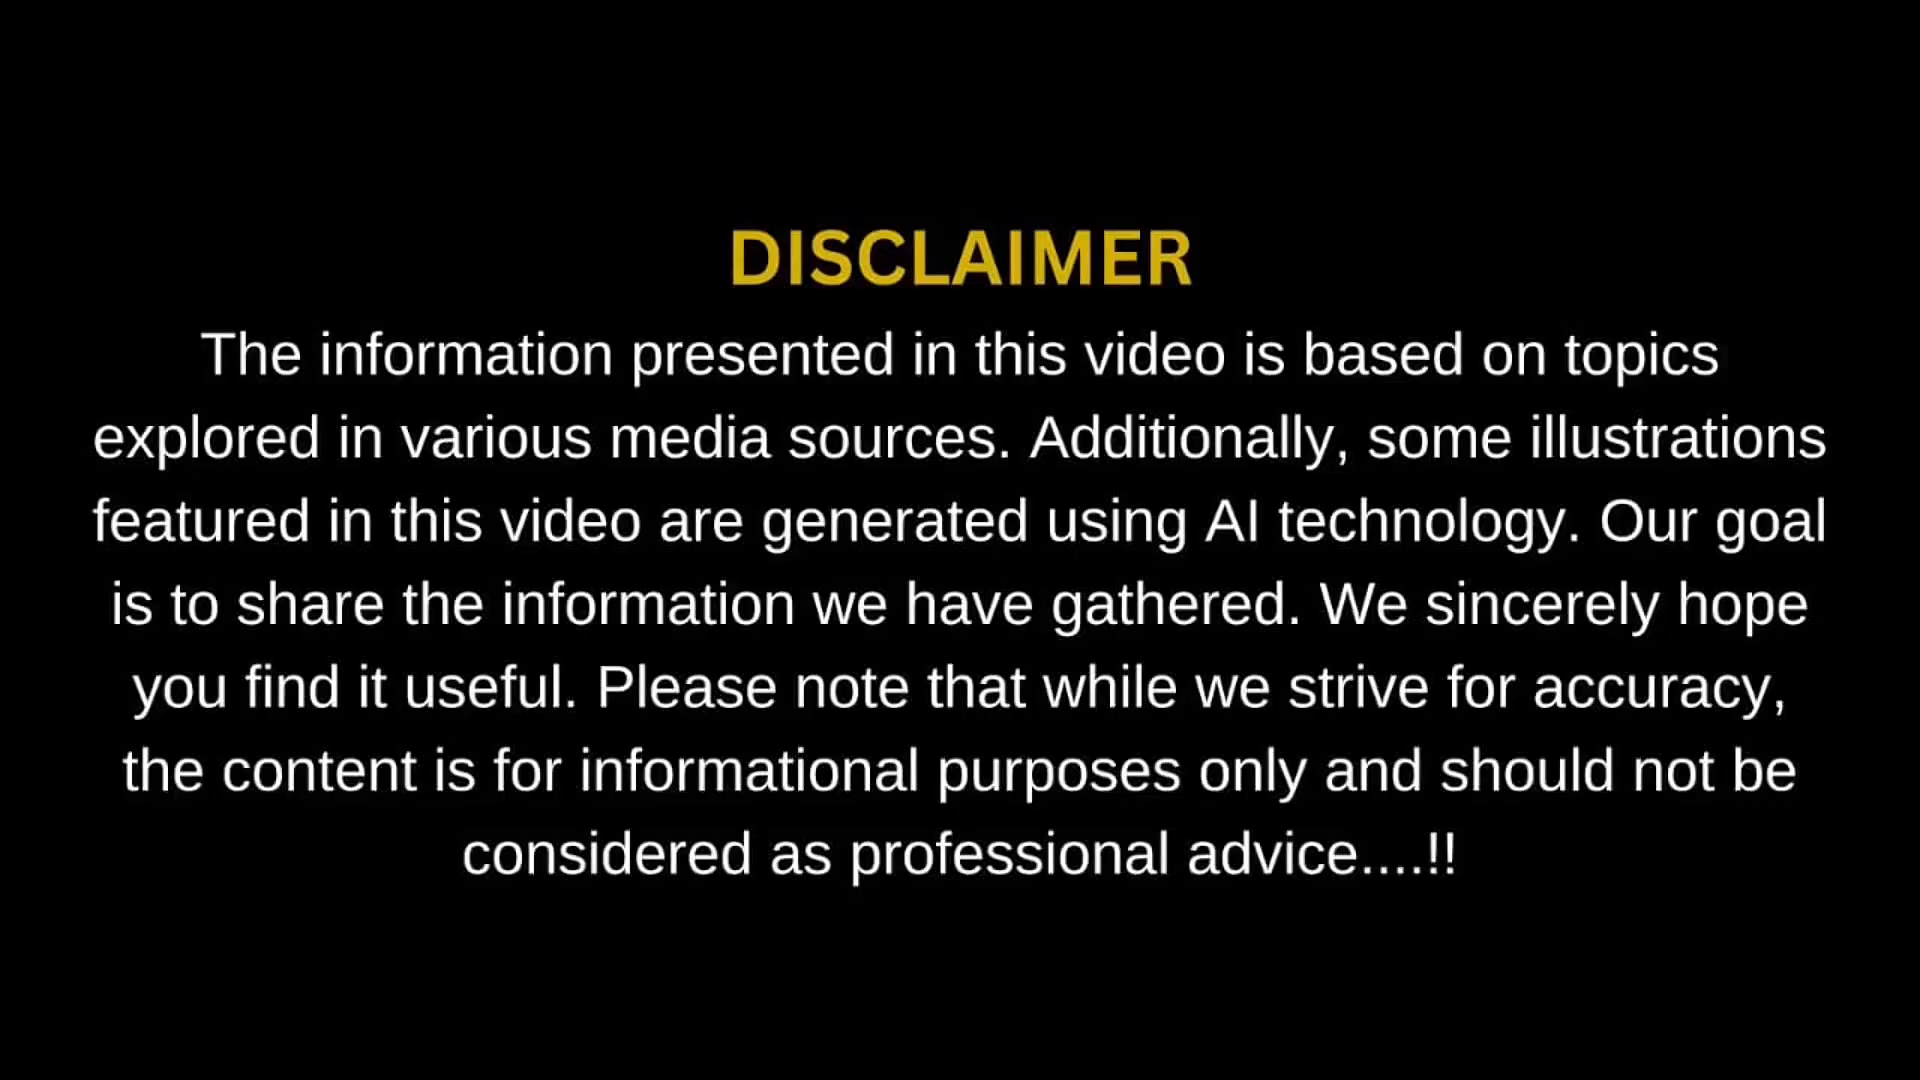 DISCLAIMER
The information presented in this video is based on topics
explored in various media sources. Additionally, some illustrations
featured in this video are generated using AI technology. Our goal
is to share the information we have gathered. We sincerely hope
you find it useful. Please note that while we strive for accuracy,
the content is for informational purposes only and should not be
considered as professional advice....!!